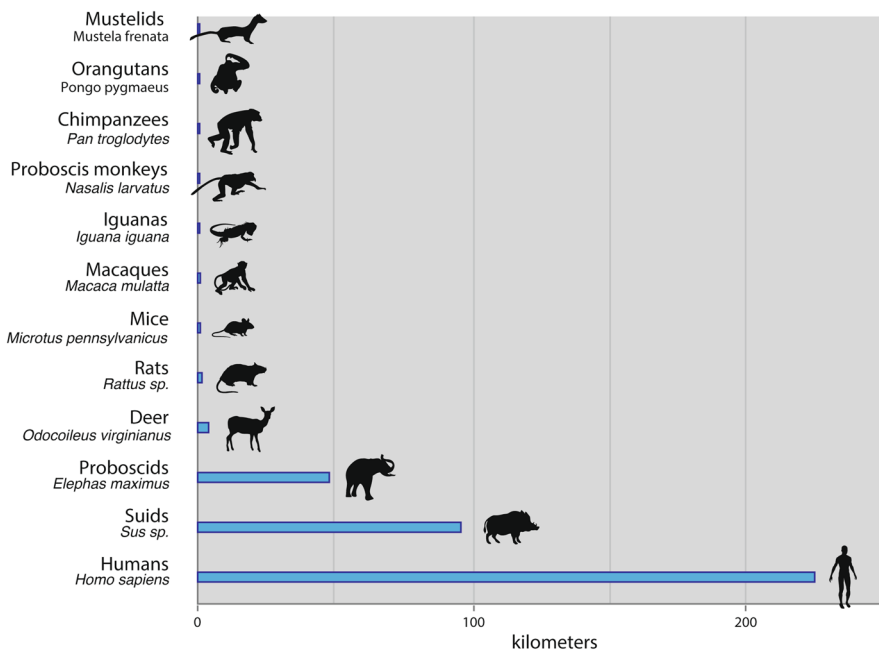 Mustelids
Mustela frenata
Orangutans
Pongo pygmaeus
Chimpanzees
Pan troglodytes
Proboscis monkeys
Nasalis larvatus
Iguanas
Iguana iguana
Macaques
Macaca mulatta
Mice
Microtus pennsylvanicus
Rats
Rattus sp.
Deer
Odocoileus virginianus
Proboscids
Elephas maximus
Suids
Sus sp.
Humans
Homo sapiens
0 100 200
kilometers